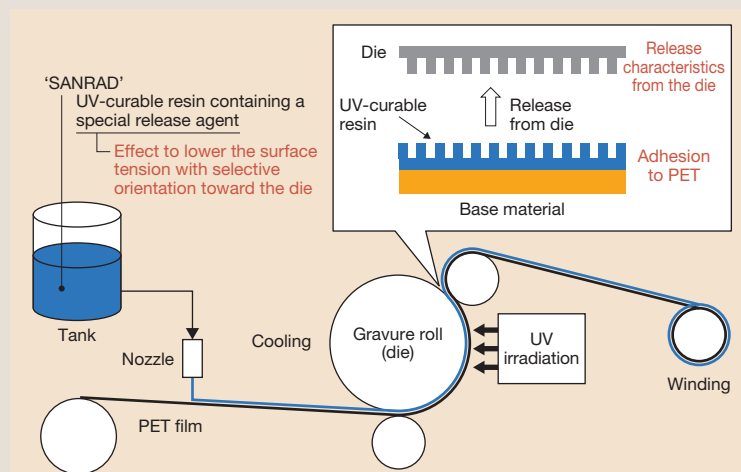 ‘SANRAD’
UV-curable resin containing a
special release agent
Effect to lower the surface
tension with selective
orientation toward the die
Tank
Nozzle
PET film
Cooling
Gravure roll
(die)
UV
irradiation
Winding
Die
Release
characteristics
from the die
UV-curable
resin
Release
from die
Adhesion
to PET
Base material